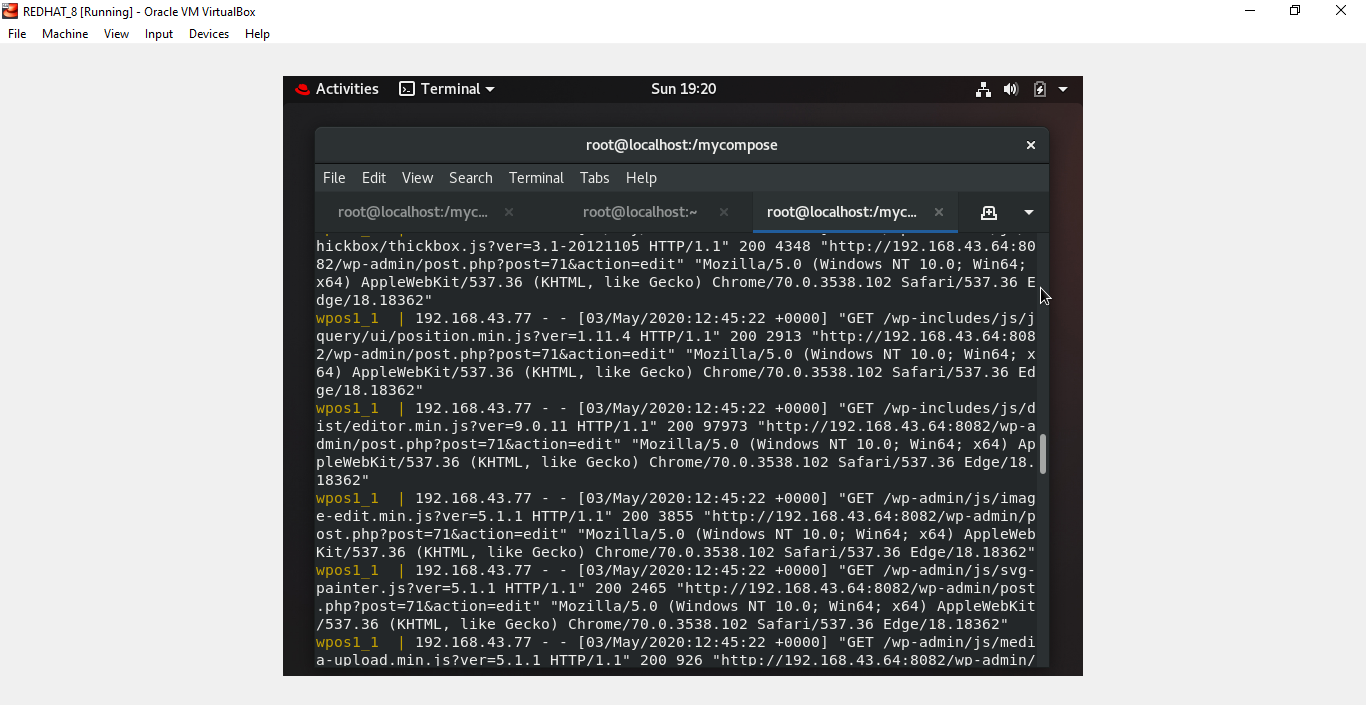 REDHAT_8 [Running] - Oracle VM VirtualBox
File Machine View Input Devices Help
Activities Terminal Sun 19:20
root@localhost:/mycompose
File Edit View Search Terminal Tabs Help
root@localhost:/myc... root@localhost:~ root@localhost:/myc...
hickbox/thickbox.js?ver=3.1-20121105 HTTP/1.1" 200 4348 "http://192.168.43.64:80
82/wp-admin/post.php?post=71&action=edit" "Mozilla/5.0 (Windows NT 10.0; Win64;
x64) AppleWebKit/537.36 (KHTML, like Gecko) Chrome/70.0.3538.102 Safari/537.36 E
dge/18.18362"
wpos1_1 | 192.168.43.77 - - [03/May/2020:12:45:22 +0000] "GET /wp-includes/js/j
query/ui/position.min.js?ver=1.11.4 HTTP/1.1" 200 2913 "http://192.168.43.64:808
2/wp-admin/post.php?post=71&action=edit" "Mozilla/5.0 (Windows NT 10.0; Win64; x
64) AppleWebKit/537.36 (KHTML, like Gecko) Chrome/70.0.3538.102 Safari/537.36 Ed
ge/18.18362"
wpos1_1 | 192.168.43.77 - - [03/May/2020:12:45:22 +0000] "GET /wp-includes/js/d
ist/editor.min.js?ver=9.0.11 HTTP/1.1" 200 97973 "http://192.168.43.64:8082/wp-a
dmin/post.php?post=71&action=edit" "Mozilla/5.0 (Windows NT 10.0; Win64; x64) Ap
pleWebKit/537.36 (KHTML, like Gecko) Chrome/70.0.3538.102 Safari/537.36 Edge/18.
18362"
wpos1_1 | 192.168.43.77 - - [03/May/2020:12:45:22 +0000] "GET /wp-admin/js/imag
e-edit.min.js?ver=5.1.1 HTTP/1.1" 200 3855 "http://192.168.43.64:8082/wp-admin/p
ost.php?post=71&action=edit" "Mozilla/5.0 (Windows NT 10.0; Win64; x64) AppleWeb
Kit/537.36 (KHTML, like Gecko) Chrome/70.0.3538.102 Safari/537.36 Edge/18.18362"
wpos1_1 | 192.168.43.77 - - [03/May/2020:12:45:22 +0000] "GET /wp-admin/js/svg-
painter.js?ver=5.1.1 HTTP/1.1" 200 2465 "http://192.168.43.64:8082/wp-admin/post
.php?post=71&action=edit" "Mozilla/5.0 (Windows NT 10.0; Win64; x64) AppleWebKit
/537.36 (KHTML, like Gecko) Chrome/70.0.3538.102 Safari/537.36 Edge/18.18362"
wpos1_1 | 192.168.43.77 - - [03/May/2020:12:45:22 +0000] "GET /wp-admin/js/medi
a-upload.min.js?ver=5.1.1 HTTP/1.1" 200 926 "http://192.168.43.64:8082/wp-admin/